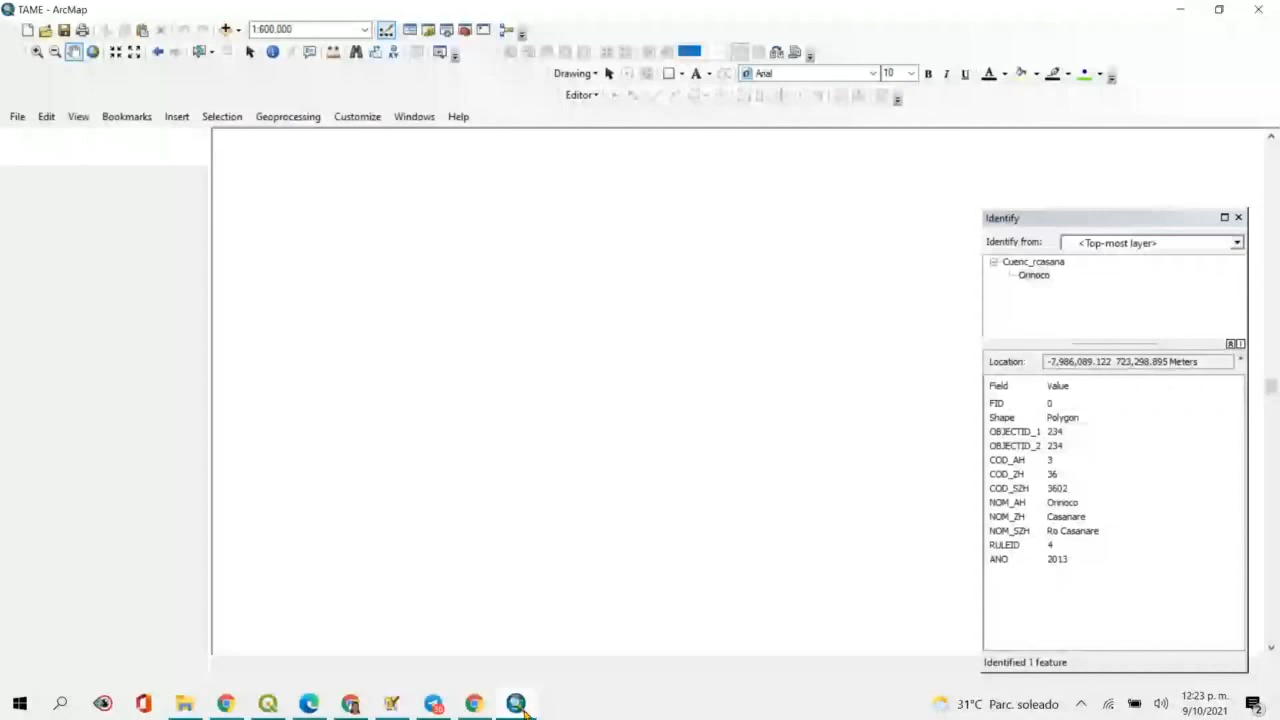 TAME - ArcMap
1:600,000
Drawing
A
Arial
10
B I U A
Editor
File Edit View Bookmarks Insert Selection Geoprocessing Customize Windows Help
Identify
Identify from: <Top-most layer>
Cuenc_rcasana
Orinoco
Location: -7,986,089.122 723,298.895 Meters
Field Value
FID 0
Shape Polygon
OBJECTID_1 234
OBJECTID_2 234
COD_AH 3
COD_ZH 36
COD_SZH 3602
NOM_AH Orinoco
NOM_ZH Casanare
NOM_SZH Ro Casanare
RULEID 4
ANO 2013
Identified 1 feature
36
31°C Parc. soleado
12:23 p. m.
9/10/2021
2